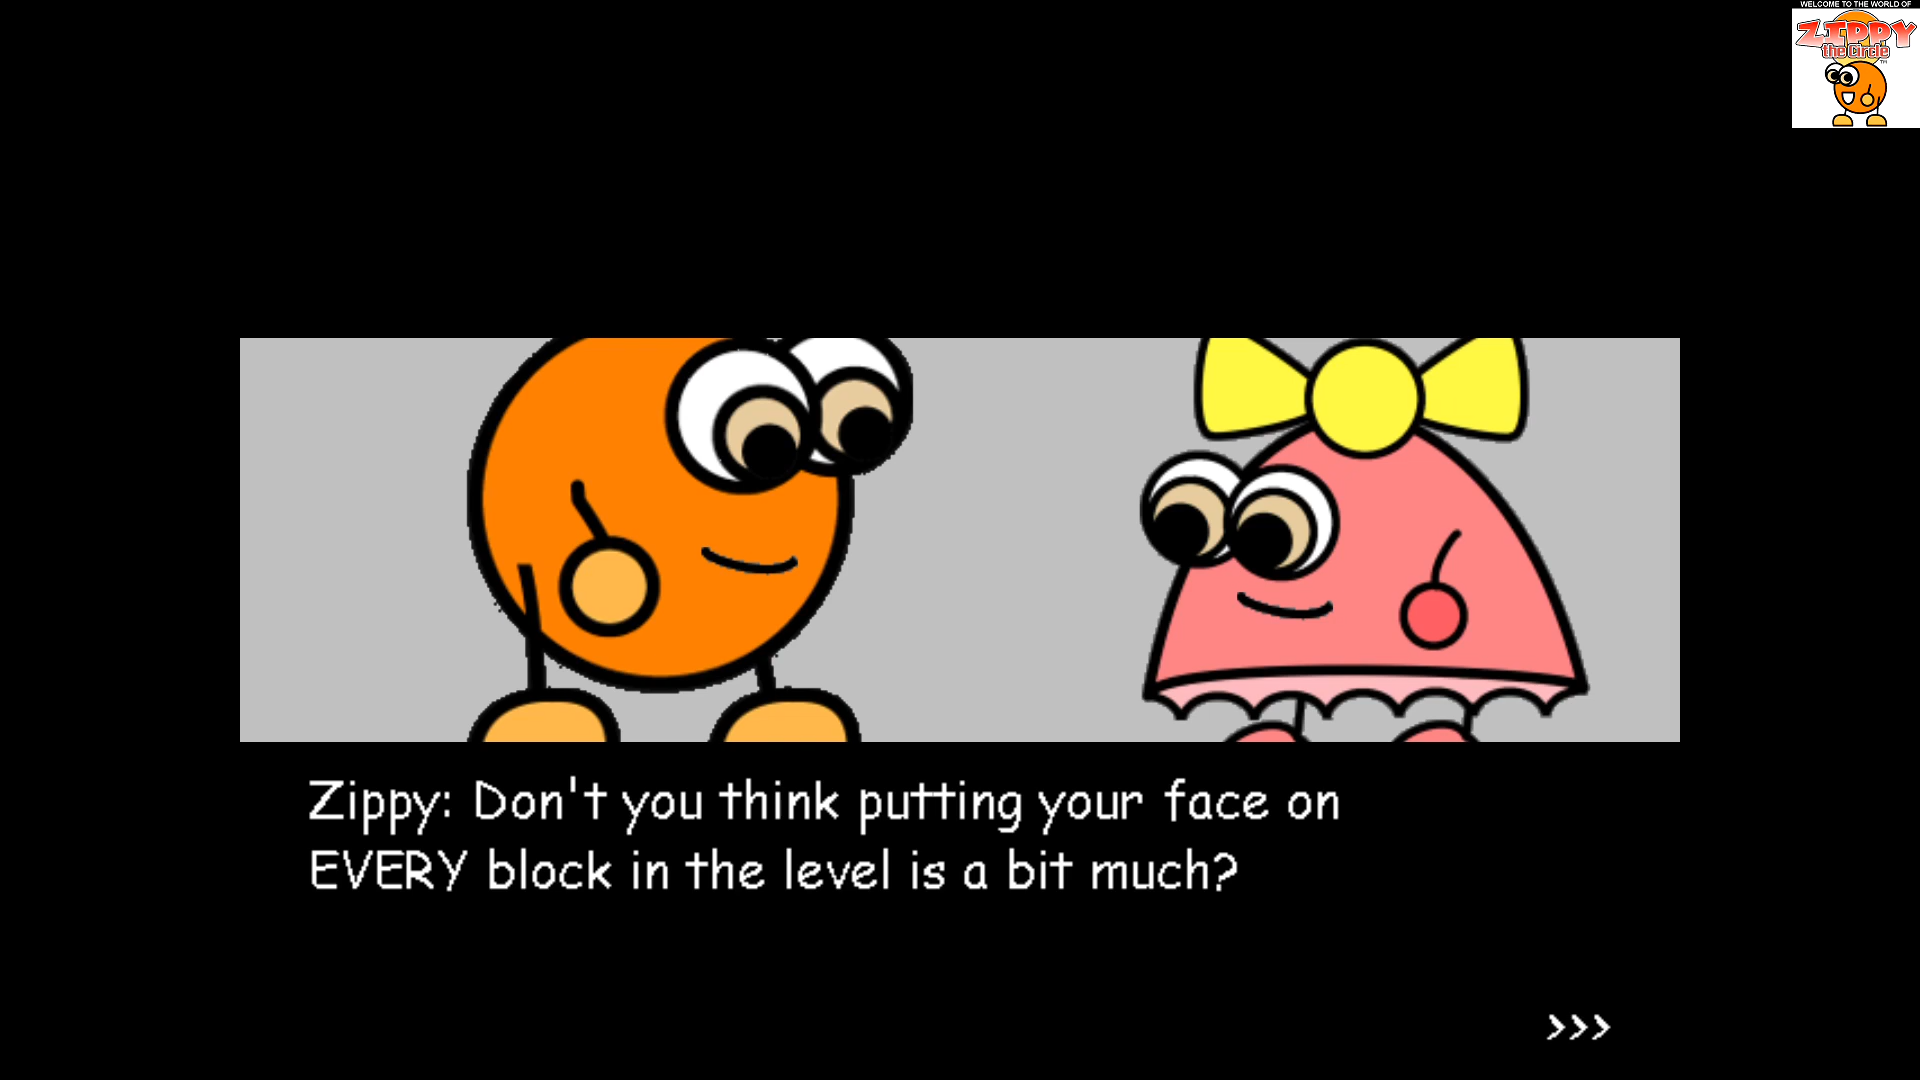 WELCOME TO THE WORLD OF
ZIPPY
the Circle
TM
Zippy: Don't you think putting your face on
EVERY block in the level is a bit much?
>>>